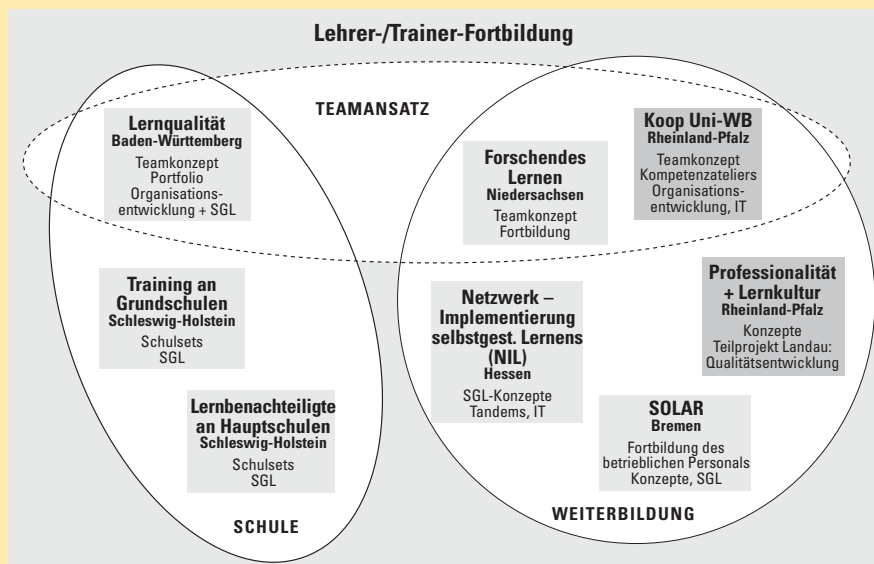 Lehrer-/Trainer-Fortbildung
TEAMANSATZ
Lernqualität
Baden-Württemberg
Teamkonzept
Portfolio
Organisations-
entwicklung + SGL
Forschendes
Lernen
Niedersachsen
Teamkonzept
Fortbildung
Koop Uni-WB
Rheinland-Pfalz
Teamkonzept
Kompetenzateliers
Organisations-
entwicklung, IT
Training an
Grundschulen
Schleswig-Holstein
Schulsets
SGL
Netzwerk –
Implementierung
selbstgest. Lernens
(NIL)
Hessen
SGL-Konzepte
Tandems, IT
Professionalität
+ Lernkultur
Rheinland-Pfalz
Konzepte
Teilprojekt Landau:
Qualitätsentwicklung
Lernbenachteiligte
an Hauptschulen
Schleswig-Holstein
Schulsets
SGL
SOLAR
Bremen
Fortbildung des
betrieblichen Personals
Konzepte, SGL
SCHULE
WEITERBILDUNG